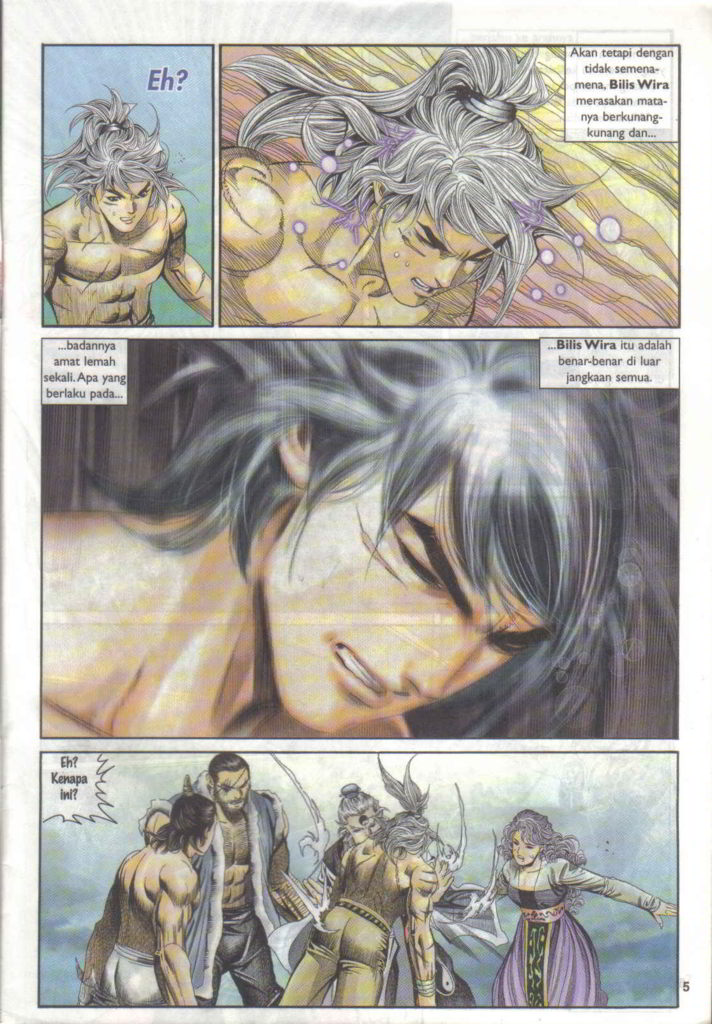 Eh?
Akan tetapi dengan
tidak semena-
mena, Bilis Wira
merasakan mata-
nya berkunang-
kunang dan...
...badannya
amat lemah
sekali. Apa yang
berlaku pada...
...Bilis Wira itu adalah
benar-benar di luar
jangkaan semua.
Eh?
Kenapa
ini?
5